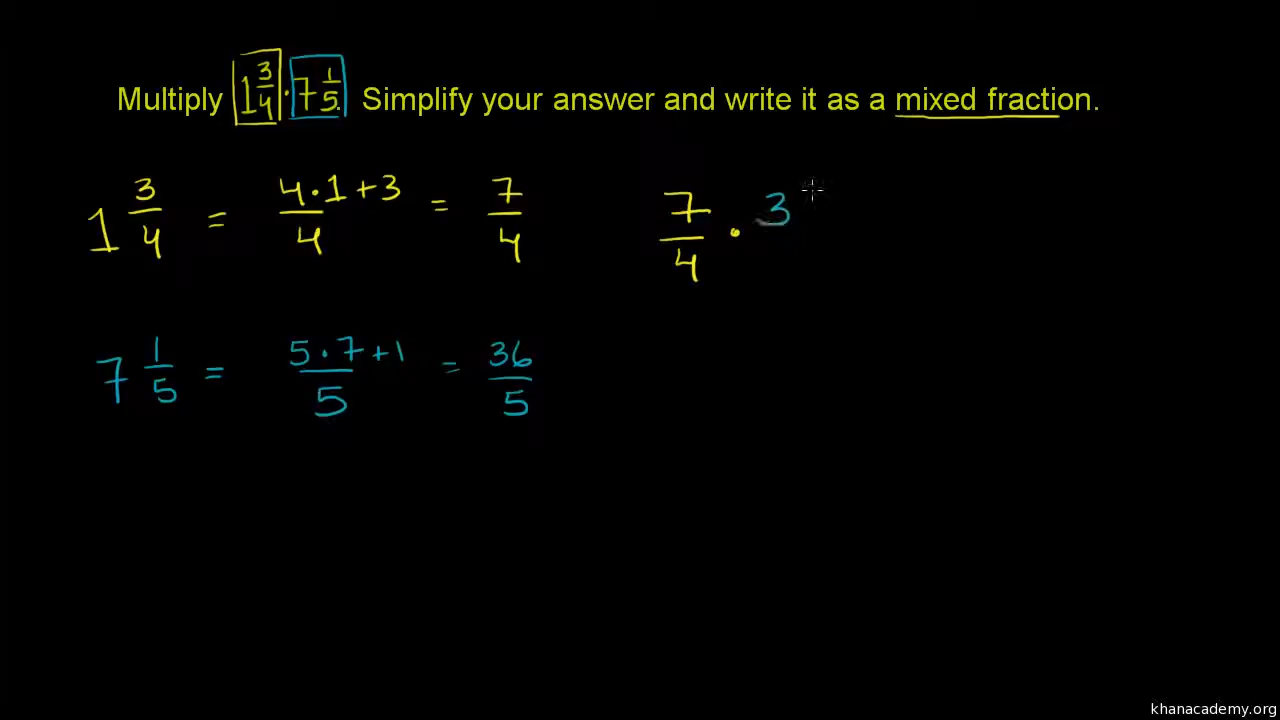 Multiply 1 3/4 · 7 1/5. Simplify your answer and write it as a mixed fraction.
1 3/4 = 4·1+3/4 = 7/4
7/4 · 3
7 1/5 = 5·7+1/5 = 36/5
khanacademy.org